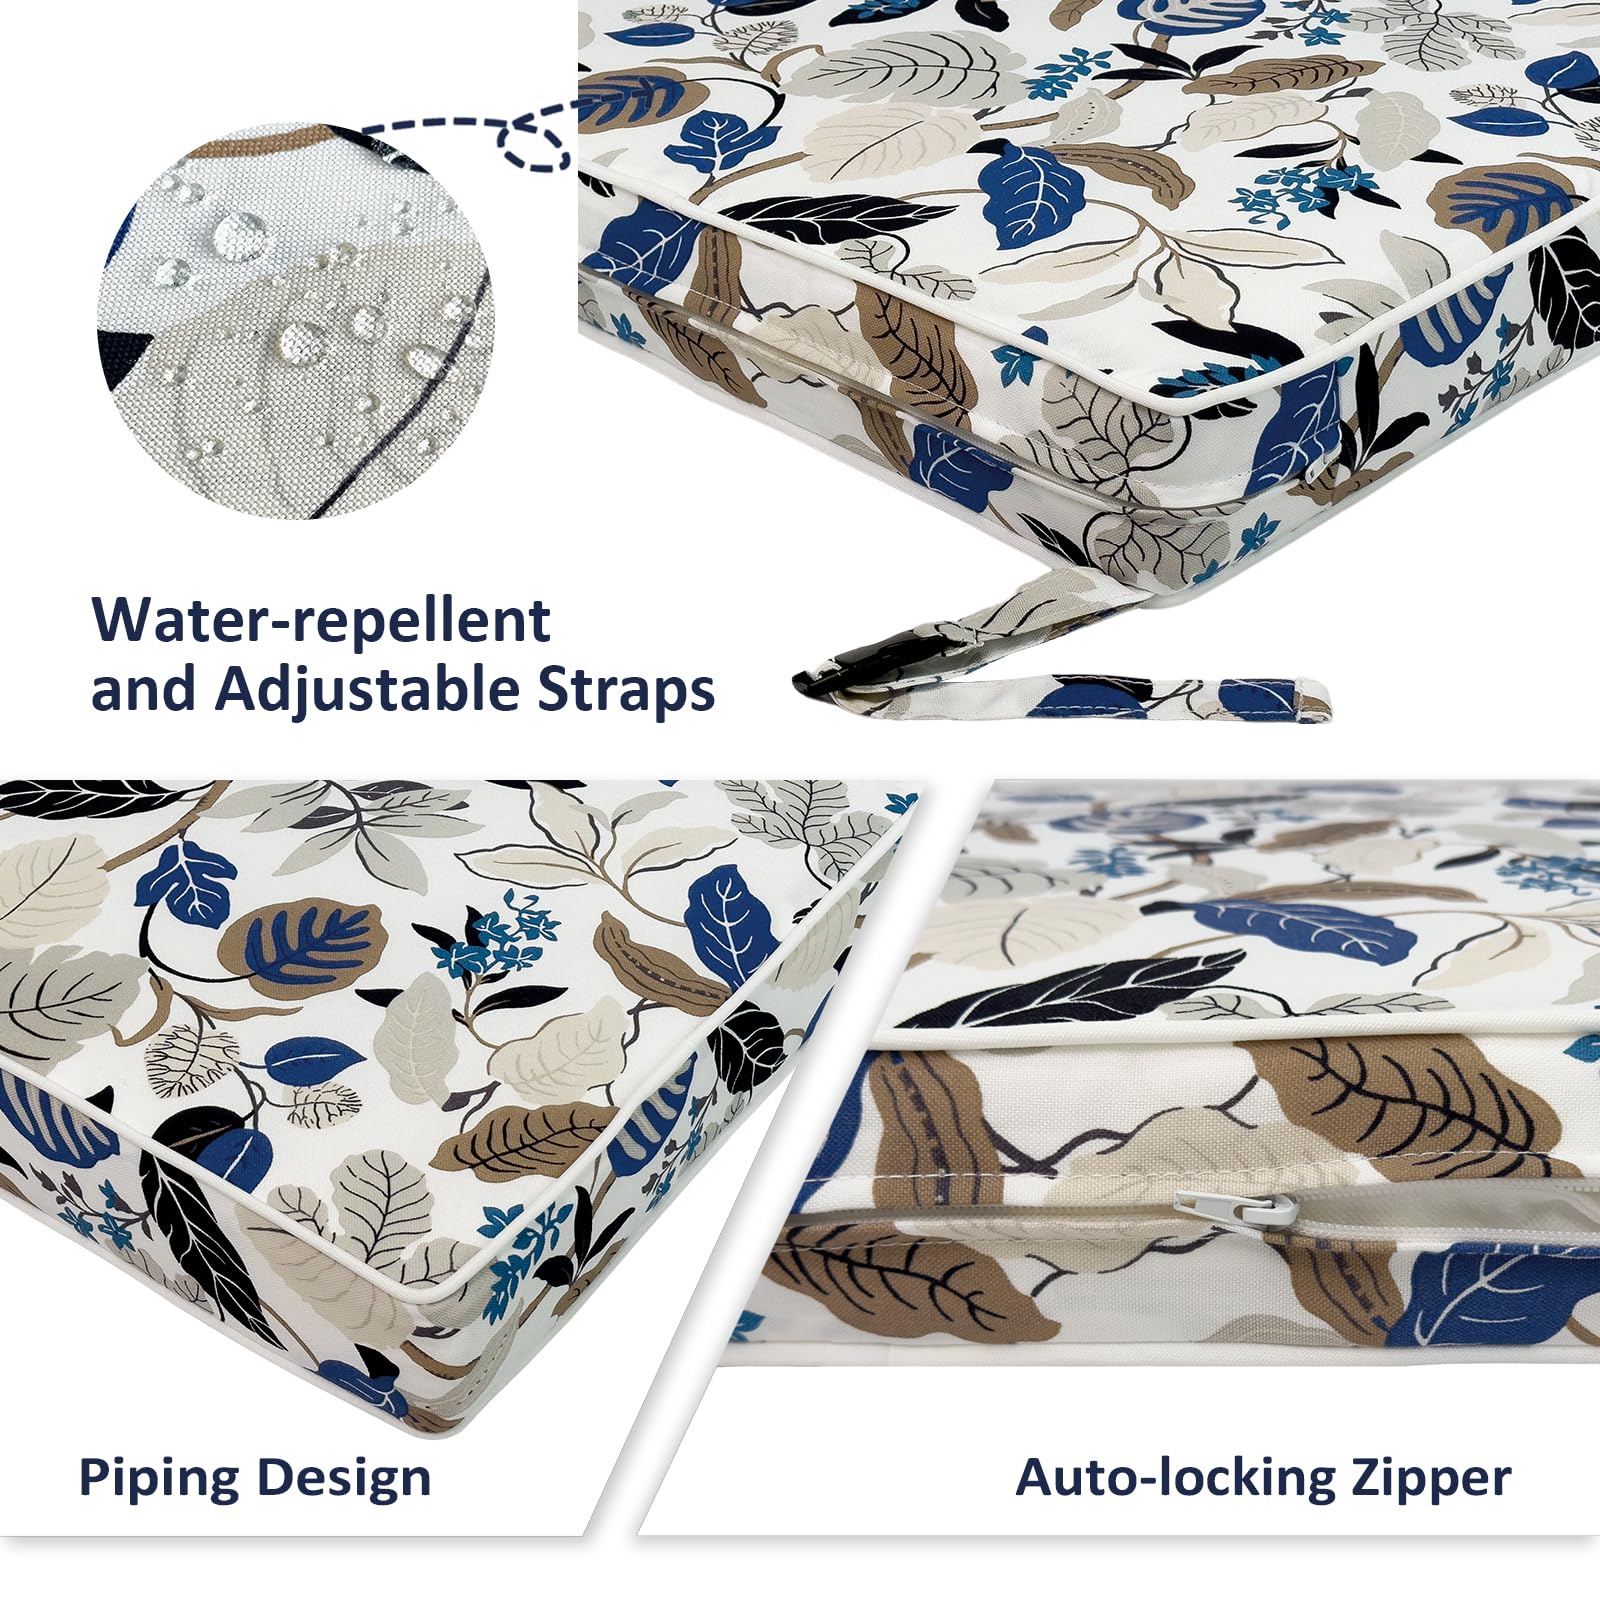 Water-repellent
and Adjustable Straps
Piping Design
Auto-locking Zipper